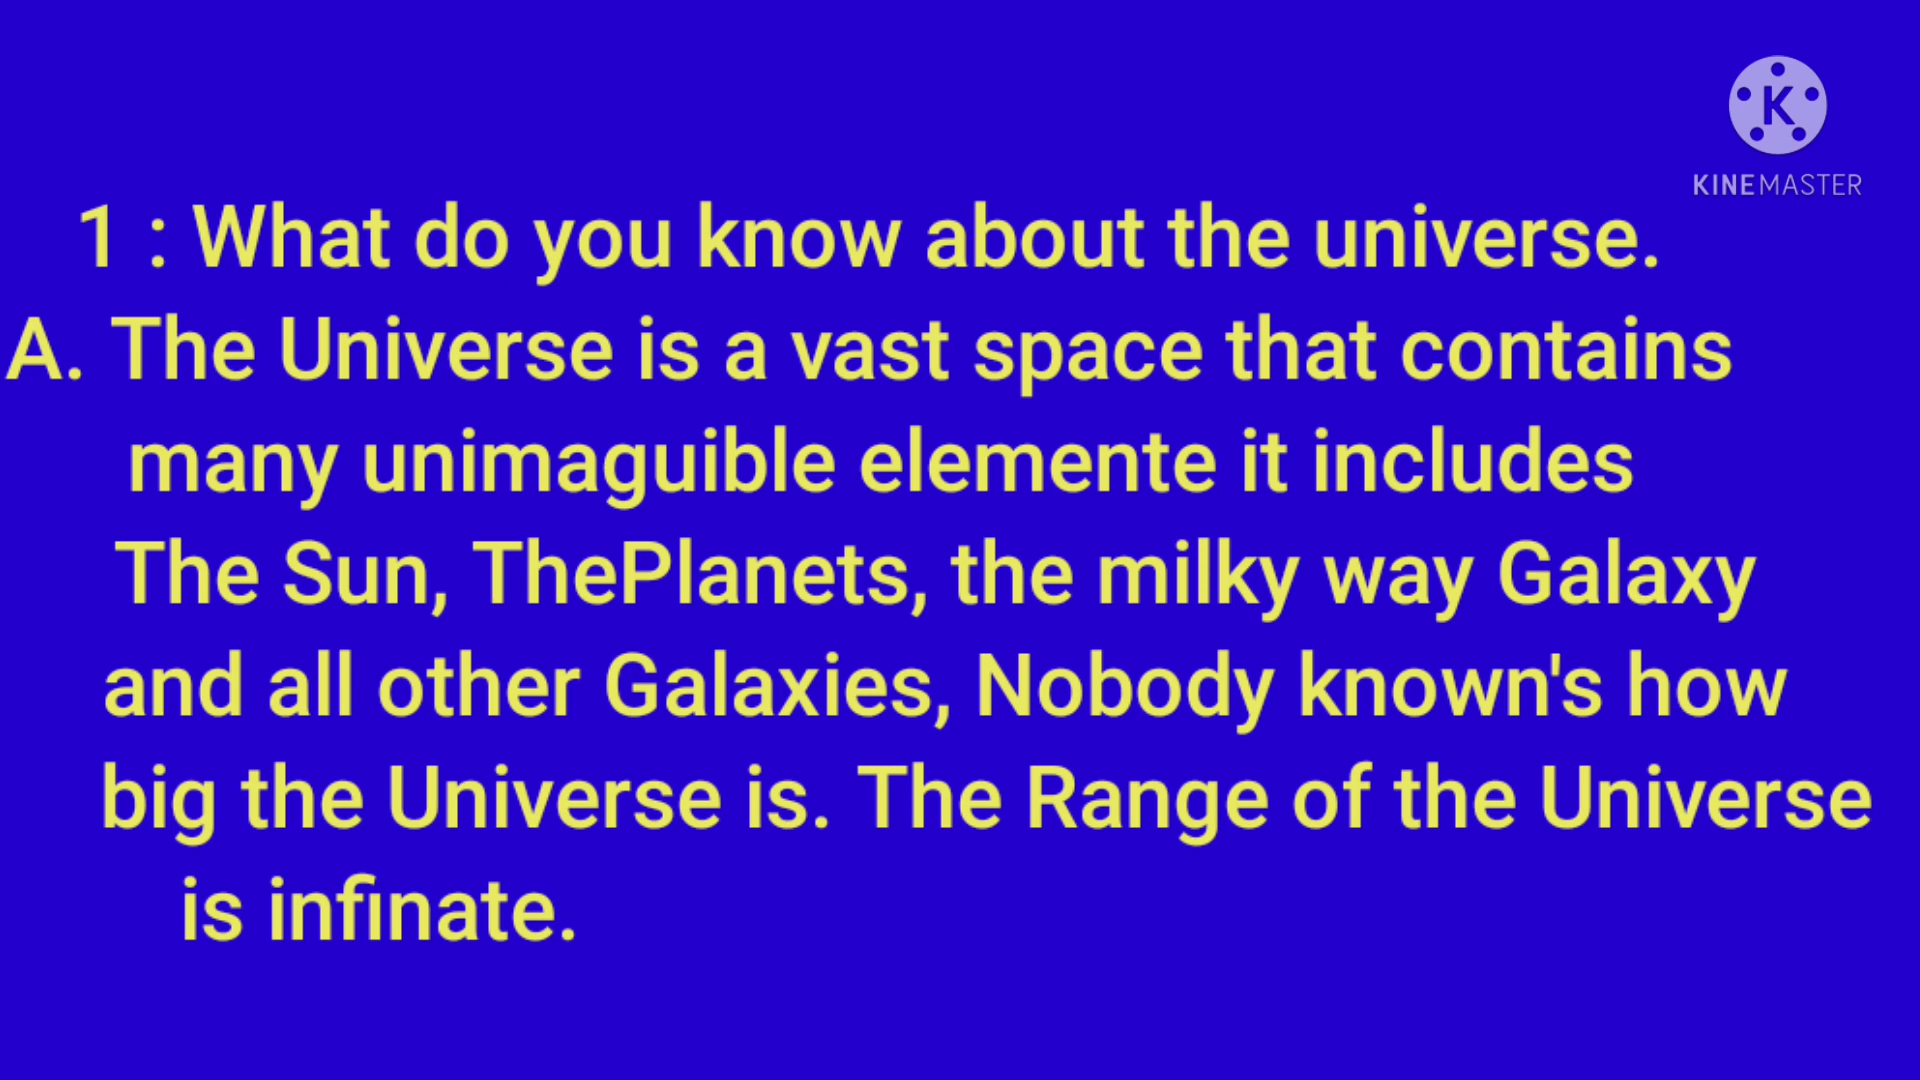 K
KINEMASTER
1 : What do you know about the universe.
A. The Universe is a vast space that contains
many unimaguible elemente it includes
The Sun, ThePlanets, the milky way Galaxy
and all other Galaxies, Nobody known's how
big the Universe is. The Range of the Universe
is infinate.